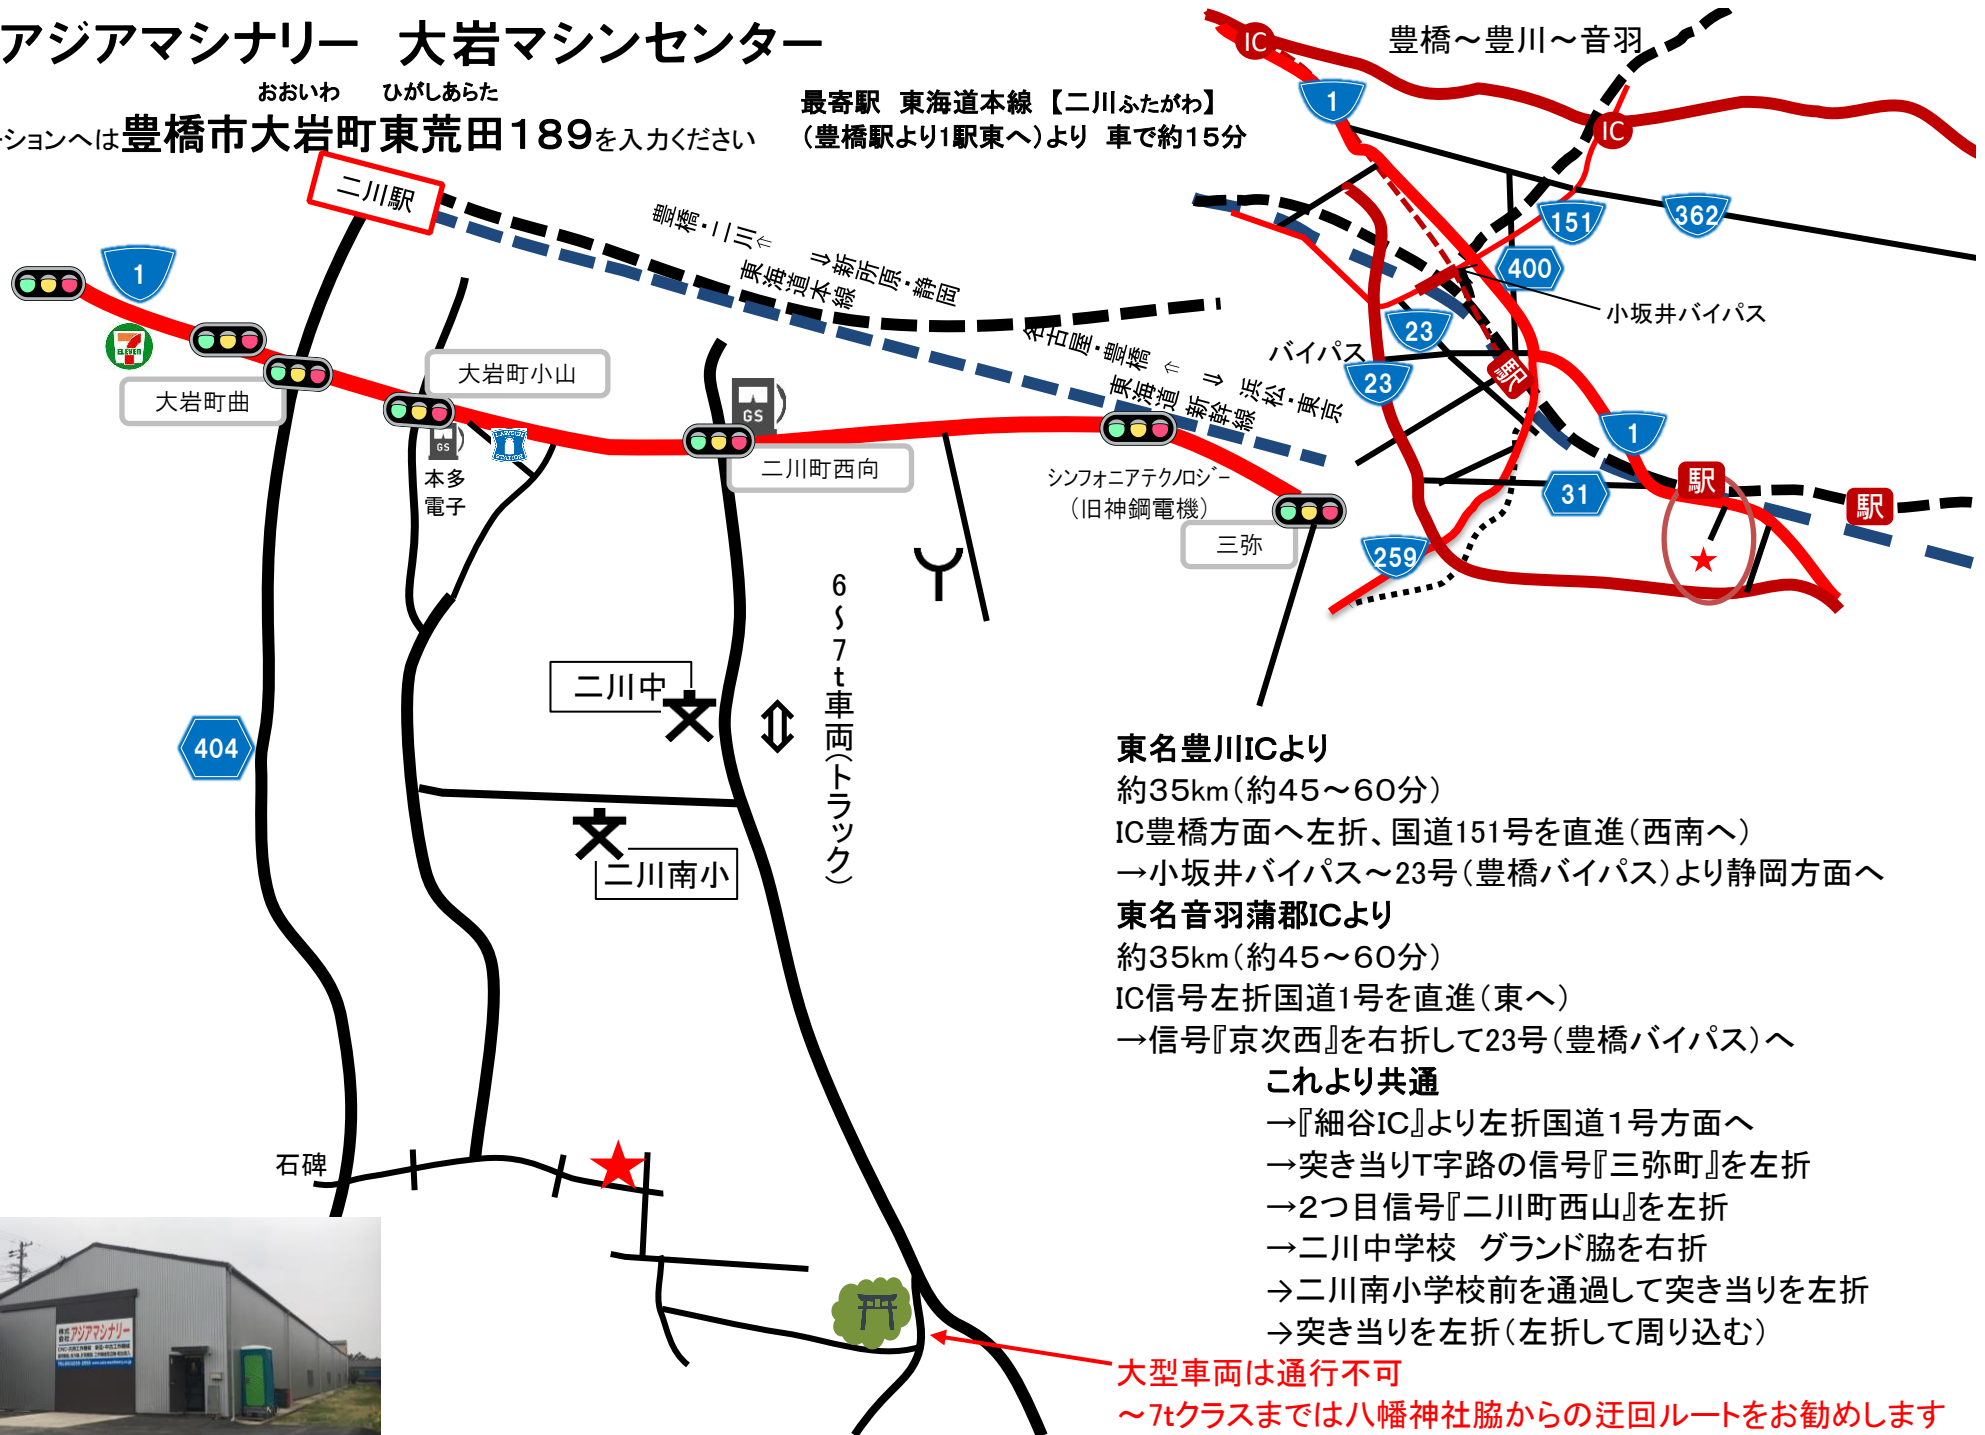 アジアマシナリー　大岩マシンセンター
おおいわ　ひがしあらた
ーションへは豊橋市大岩町東荒田189を入力ください
最寄駅　東海道本線【二川ふたがわ】
(豊橋駅より1駅東へ)より　車で約15分
豊橋～豊川～音羽
IC
IC
1
151
362
400
小坂井バイパス
23
バイパス
23
駅
1
31
駅
駅
259
二川駅
豊橋・二川⇐
⇒新所原・静岡
東海道本線
名古屋・豊橋⇐
⇒浜松・東京
東海道新幹線
1
ELEVEN
大岩町曲
大岩町小山
GS
本多
電子
GS
二川町西向
シンフォニアテクノロジー
(旧神鋼電機)
三弥
6～7t車両(トラック)
二川中
二川南小
404
石碑
東名豊川ICより
約35km(約45～60分)
IC豊橋方面へ左折、国道151号を直進(西南へ)
→小坂井バイパス～23号(豊橋バイパス)より静岡方面へ
東名音羽蒲郡ICより
約35km(約45～60分)
IC信号左折国道1号を直進(東へ)
→信号『京次西』を右折して23号(豊橋バイパス)へ
これより共通
→『細谷IC』より左折国道1号方面へ
→突き当りT字路の信号『三弥町』を左折
→2つ目信号『二川町西山』を左折
→二川中学校　グランド脇を右折
→二川南小学校前を通過して突き当りを左折
→突き当りを左折(左折して周り込む)
大型車両は通行不可
～7tクラスまでは八幡神社脇からの迂回ルートをお勧めします
株式会社アジアマシナリー